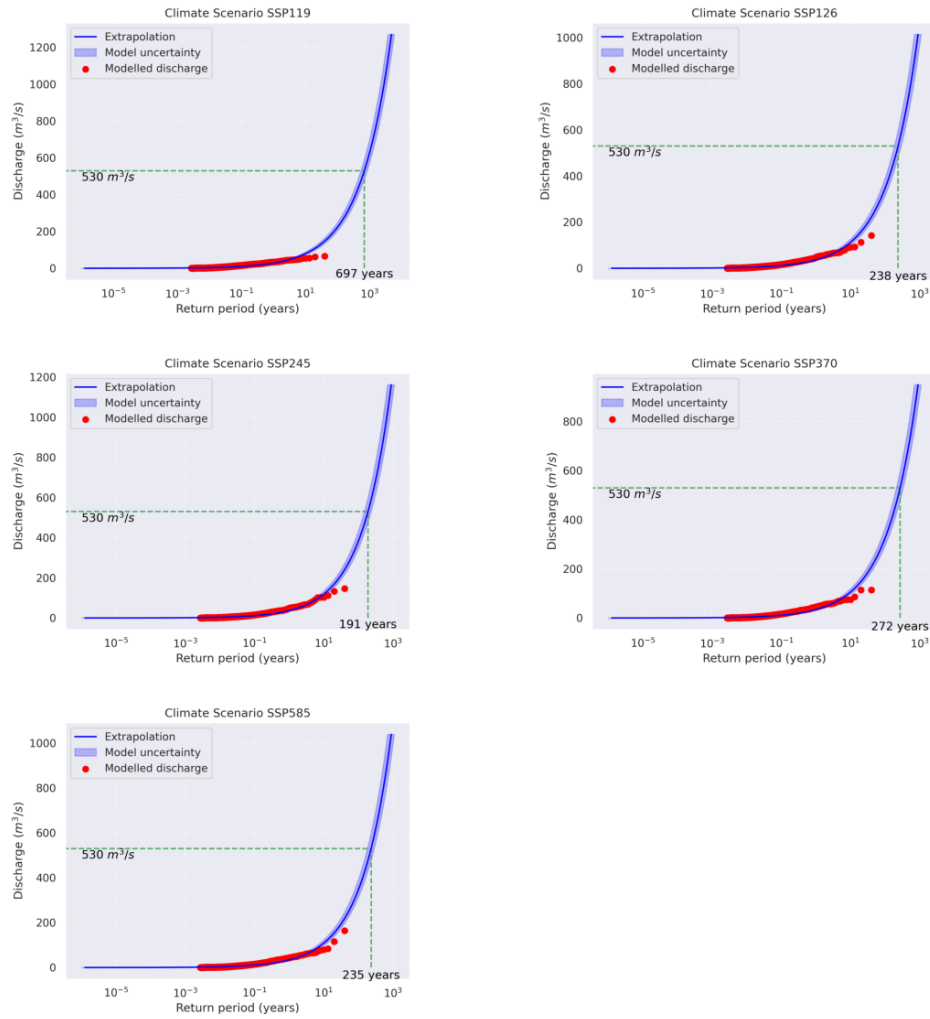 Climate Scenario SSP119
Extrapolation
Model uncertainty
Modelled discharge
1200
1000
800
600
400
200
0
Discharge (m³/s)
530 m³/s
697 years
10⁻⁵ 10⁻³ 10⁻¹ 10¹ 10³
Return period (years)
Climate Scenario SSP126
Extrapolation
Model uncertainty
Modelled discharge
1000
800
600
400
200
0
Discharge (m³/s)
530 m³/s
238 years
10⁻⁵ 10⁻³ 10⁻¹ 10¹ 10³
Return period (years)
Climate Scenario SSP245
1200
Extrapolation
Model uncertainty
Modelled discharge
1000
800
600
400
200
0
Discharge (m³/s)
530 m³/s
191 years
10⁻⁵ 10⁻³ 10⁻¹ 10¹ 10³
Return period (years)
Climate Scenario SSP370
Extrapolation
Model uncertainty
Modelled discharge
800
600
400
200
0
Discharge (m³/s)
530 m³/s
272 years
10⁻⁵ 10⁻³ 10⁻¹ 10¹ 10³
Return period (years)
Climate Scenario SSP585
Extrapolation
Model uncertainty
Modelled discharge
1000
800
600
400
200
0
Discharge (m³/s)
530 m³/s
235 years
10⁻⁵ 10⁻³ 10⁻¹ 10¹ 10³
Return period (years)